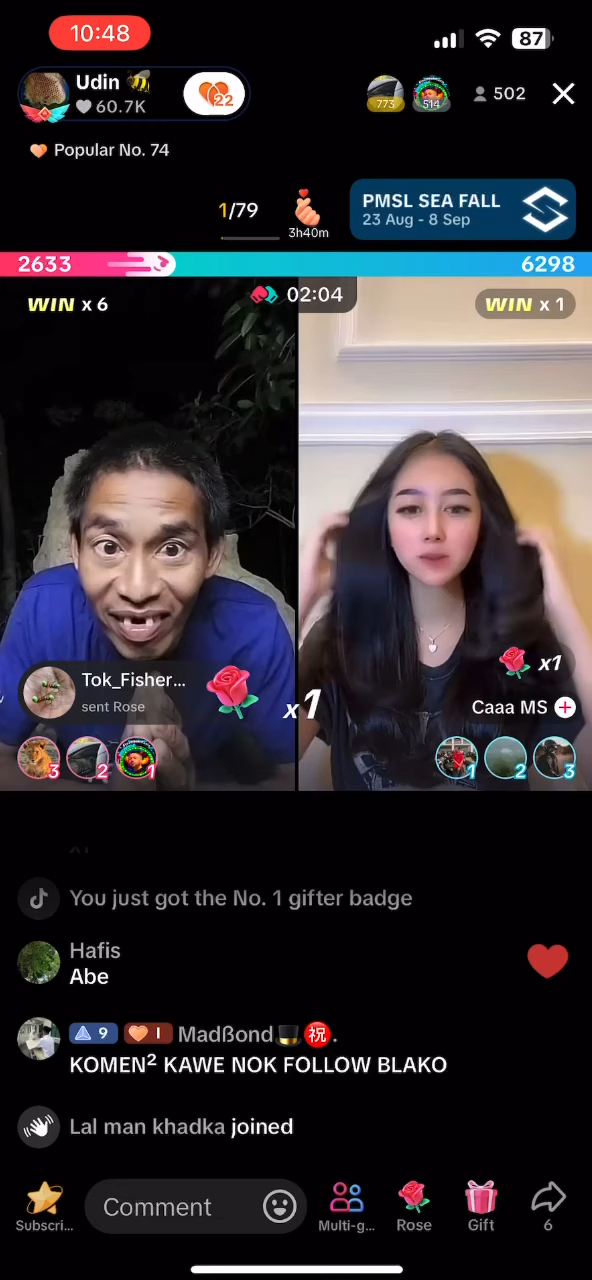 10:48
87
Udin 🐝
60.7K
22
773
514
502
Popular No. 74
1/79
3h40m
PMSL SEA FALL
23 Aug - 8 Sep
2633
6298
WIN x 6
02:04
WIN x 1
Tok_Fisher...
sent Rose
x1
x1
Caaa MS
3
2
1
1
2
3
You just got the No. 1 gifter badge
Hafis
Abe
9
I
Madßond 祝.
KOMEN² KAWE NOK FOLLOW BLAKO
Lal man khadka joined
Subscri...
Comment
Multi-g...
Rose
Gift
6